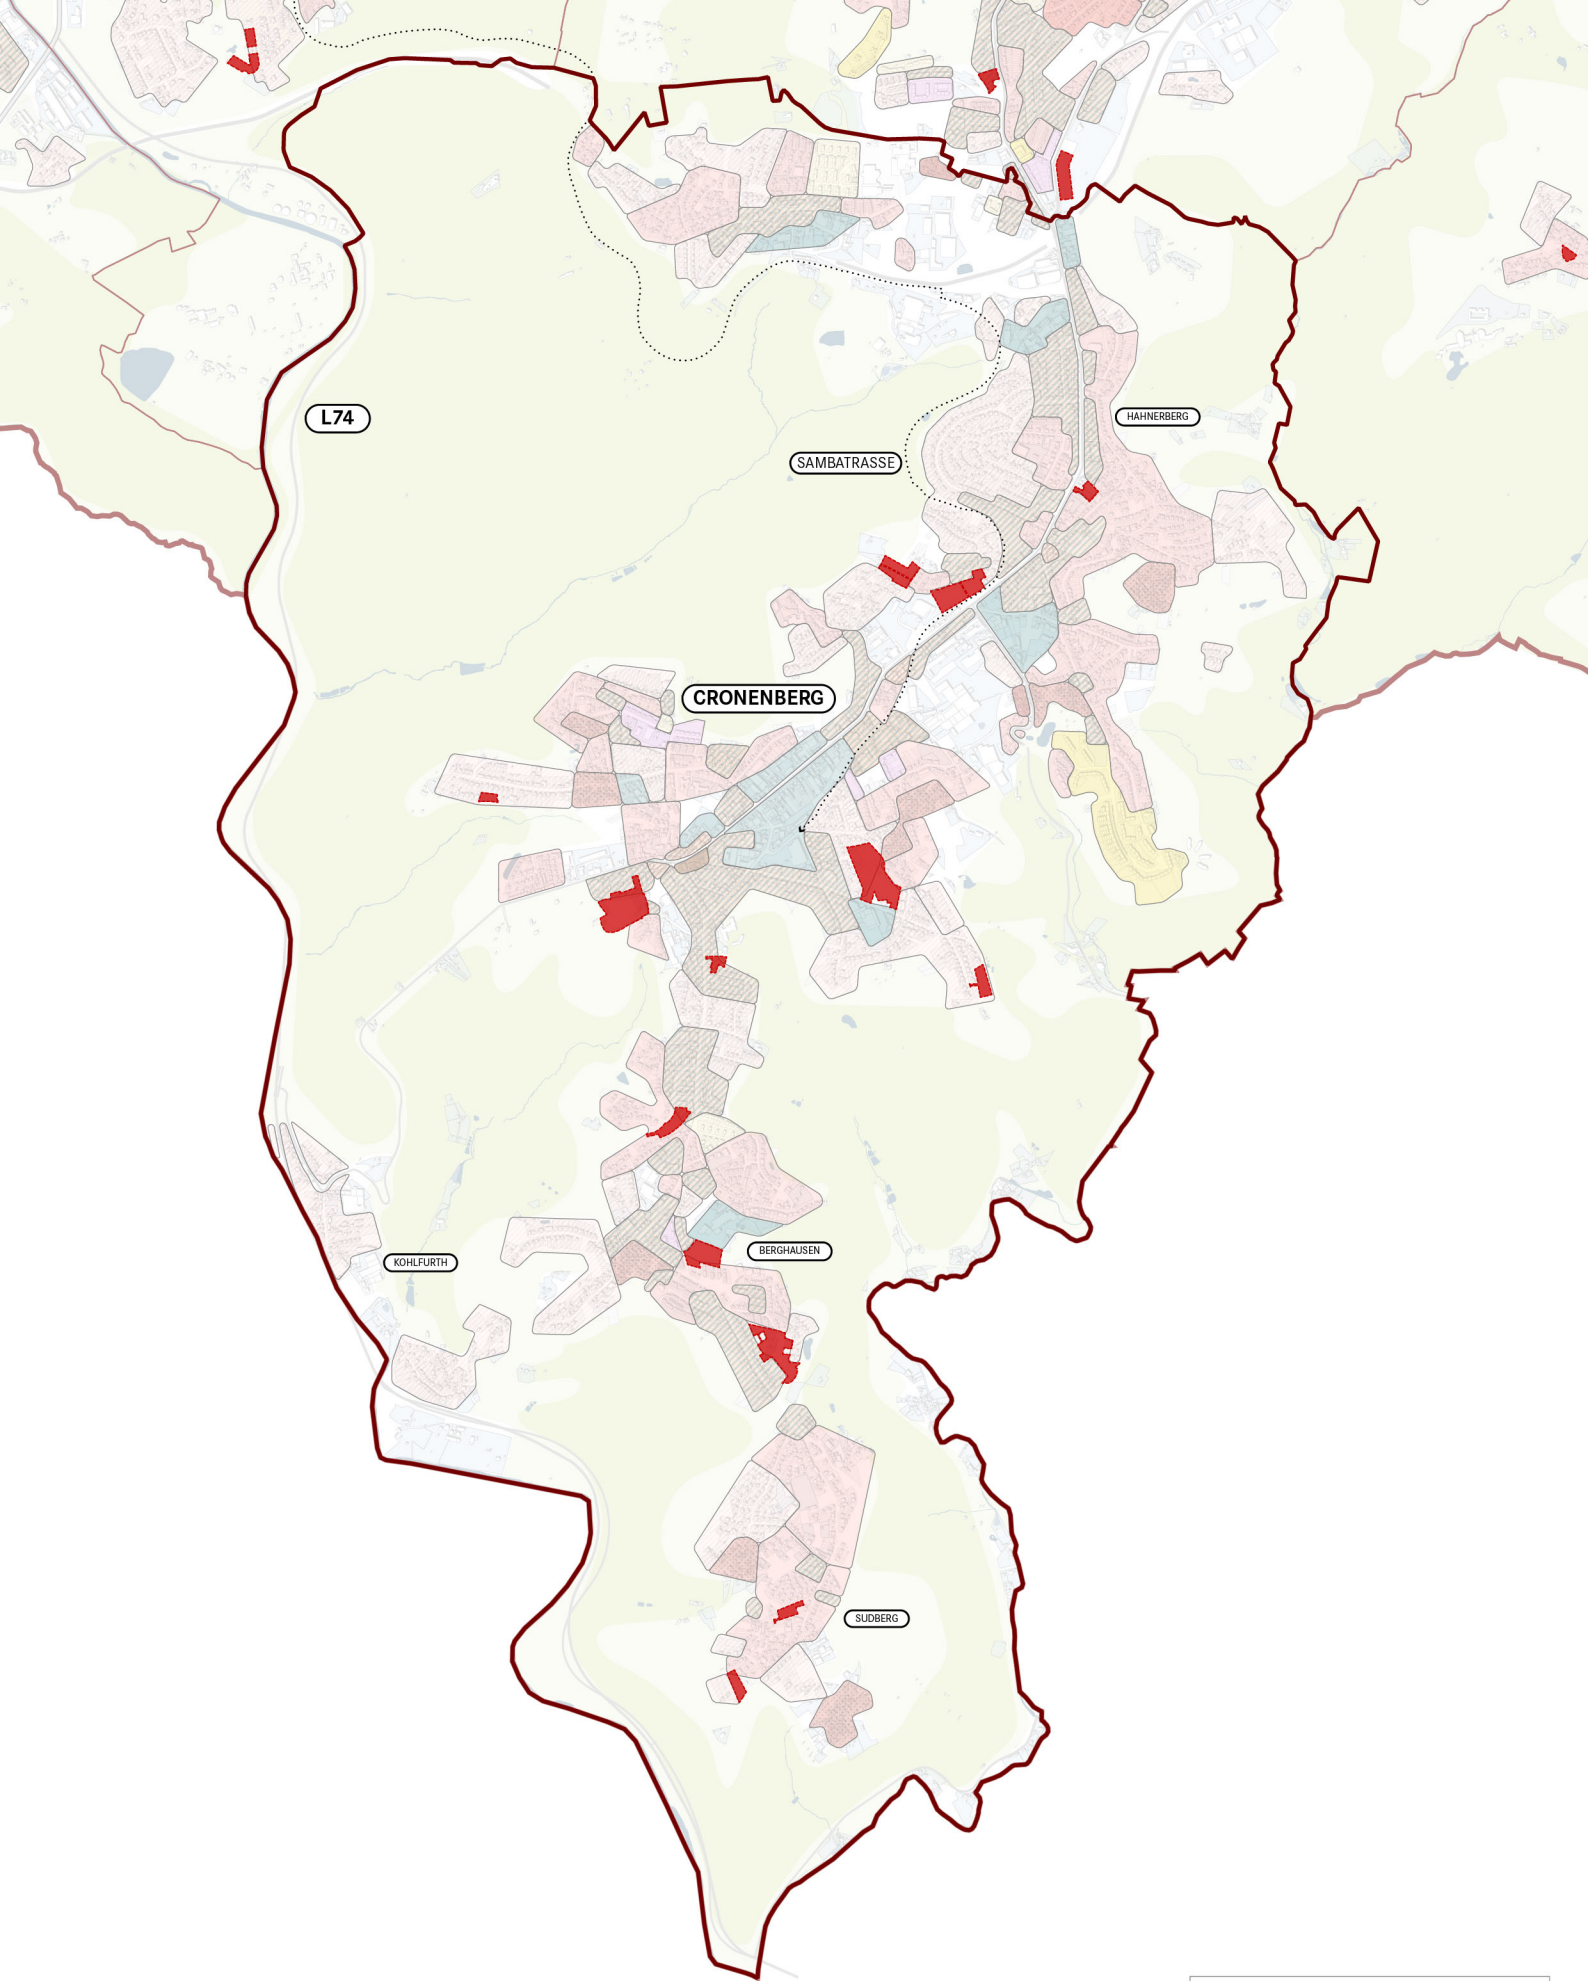 L74
HAHNERBERG
SAMBATRASSE
CRONENBERG
KOHLFURTH
BERGHAUSEN
SUDBERG